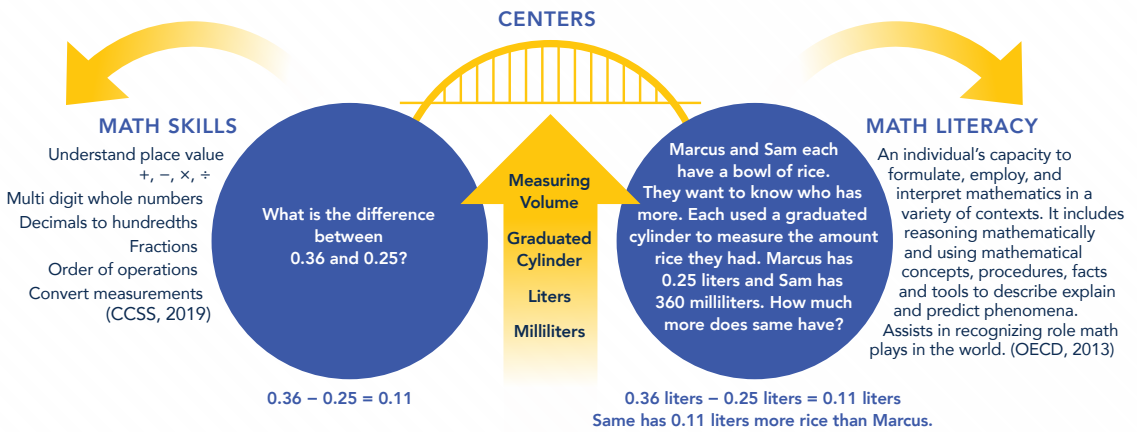 CENTERS
MATH SKILLS
Understand place value
+, −, ×, ÷
Multi digit whole numbers
Decimals to hundredths
Fractions
Order of operations
Convert measurements
(CCSS, 2019)
What is the difference
between
0.36 and 0.25?
0.36 − 0.25 = 0.11
Measuring
Volume
Graduated
Cylinder
Liters
Milliliters
Marcus and Sam each
have a bowl of rice.
They want to know who has
more. Each used a graduated
cylinder to measure the amount
rice they had. Marcus has
0.25 liters and Sam has
360 milliliters. How much
more does same have?
0.36 liters − 0.25 liters = 0.11 liters
Same has 0.11 liters more rice than Marcus.
MATH LITERACY
An individual's capacity to
formulate, employ, and
interpret mathematics in a
variety of contexts. It includes
reasoning mathematically
and using mathematical
concepts, procedures, facts
and tools to describe explain
and predict phenomena.
Assists in recognizing role math
plays in the world. (OECD, 2013)